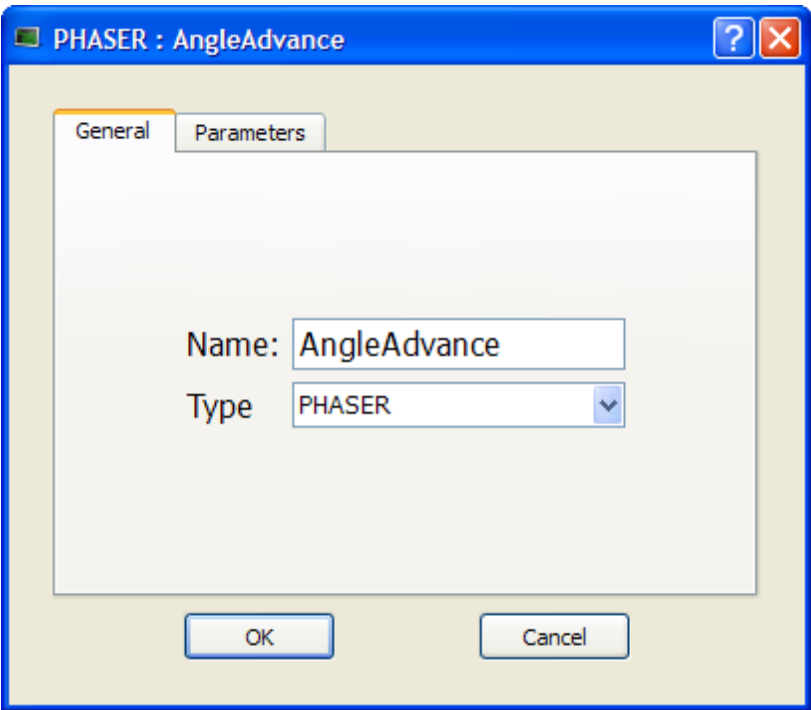 PHASER : AngleAdvance
General Parameters
Name: AngleAdvance
Type PHASER
OK Cancel